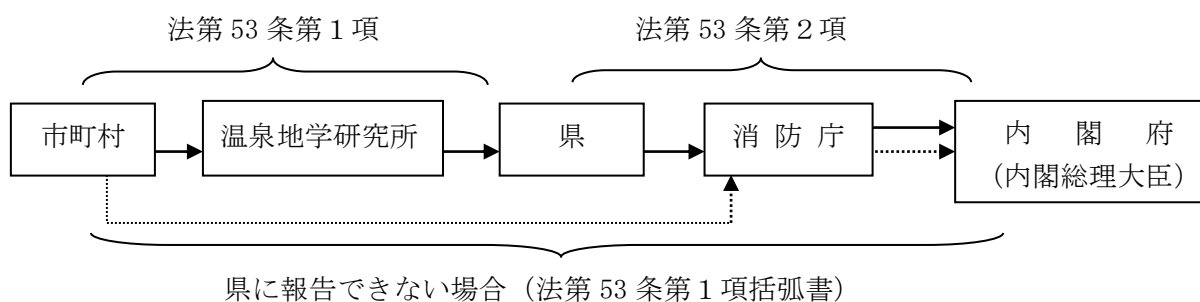 法第 53 条第１項
法第 53 条第２項
市町村
温泉地学研究所
県
消 防 庁
内　閣　府
（内閣総理大臣）
県に報告できない場合（法第 53 条第１項括弧書）